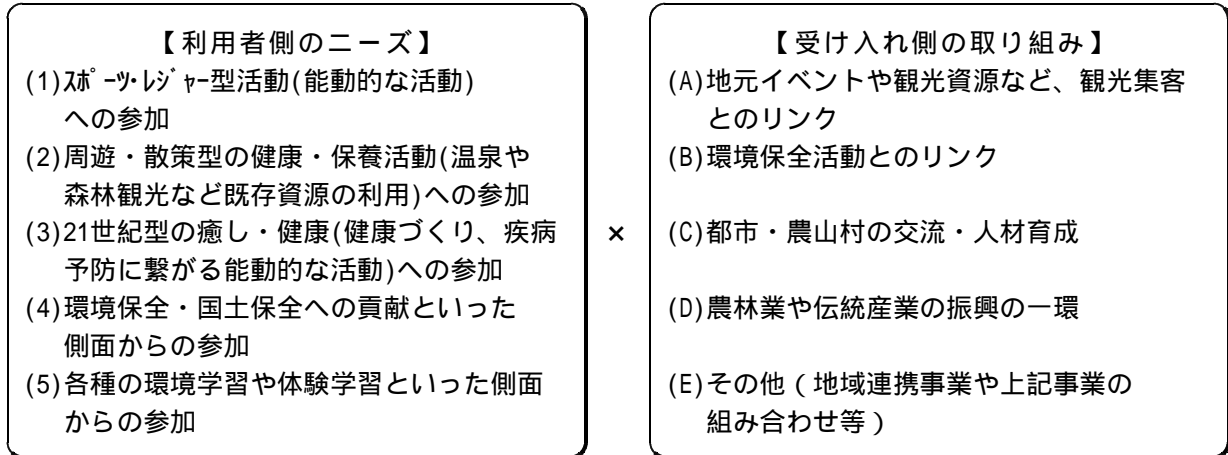 【利用者側のニーズ】
(1)ｽﾎﾟｰﾂ・ﾚｼﾞｬｰ型活動(能動的な活動)
への参加
(2)周遊・散策型の健康・保養活動(温泉や
森林観光など既存資源の利用)への参加
(3)21世紀型の癒し・健康(健康づくり、疾病
予防に繋がる能動的な活動)への参加
(4)環境保全・国土保全への貢献といった
側面からの参加
(5)各種の環境学習や体験学習といった側面
からの参加
×
【受け入れ側の取り組み】
(A)地元イベントや観光資源など、観光集客
とのリンク
(B)環境保全活動とのリンク
(C)都市・農山村の交流・人材育成
(D)農林業や伝統産業の振興の一環
(E)その他（地域連携事業や上記事業の
組み合わせ等）